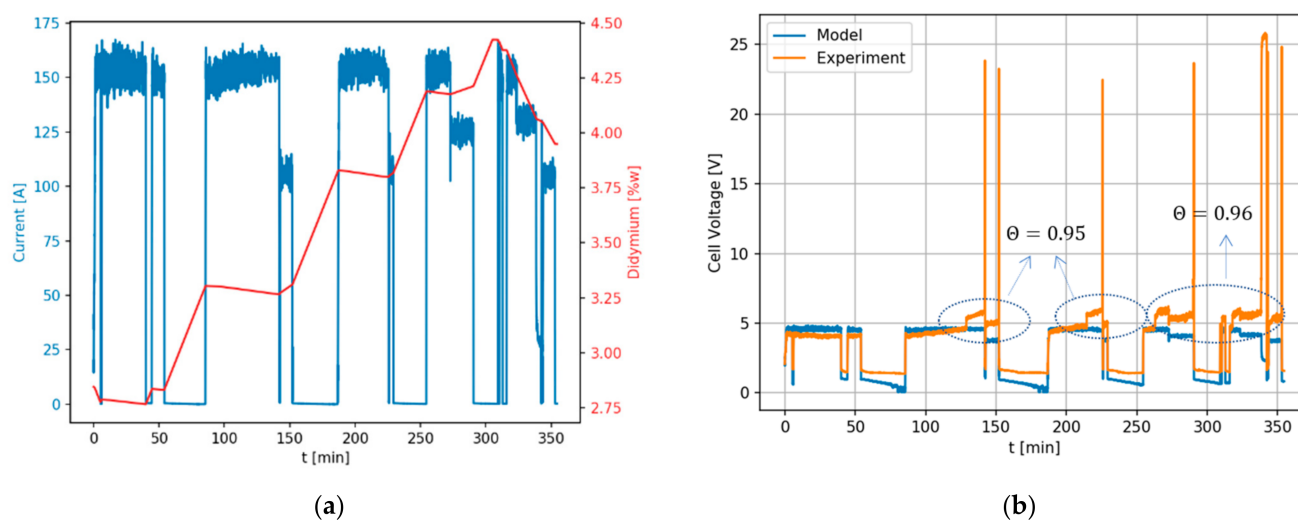 175
150
125
100
75
50
25
0
Current [A]
4.50
4.25
4.00
3.75
3.50
3.25
3.00
2.75
Didymium [%w]
0 50 100 150 200 250 300 350
t [min]
(a)
Model
Experiment
25
20
15
10
5
0
Cell Voltage [V]
Θ = 0.95
Θ = 0.96
0 50 100 150 200 250 300 350
t [min]
(b)